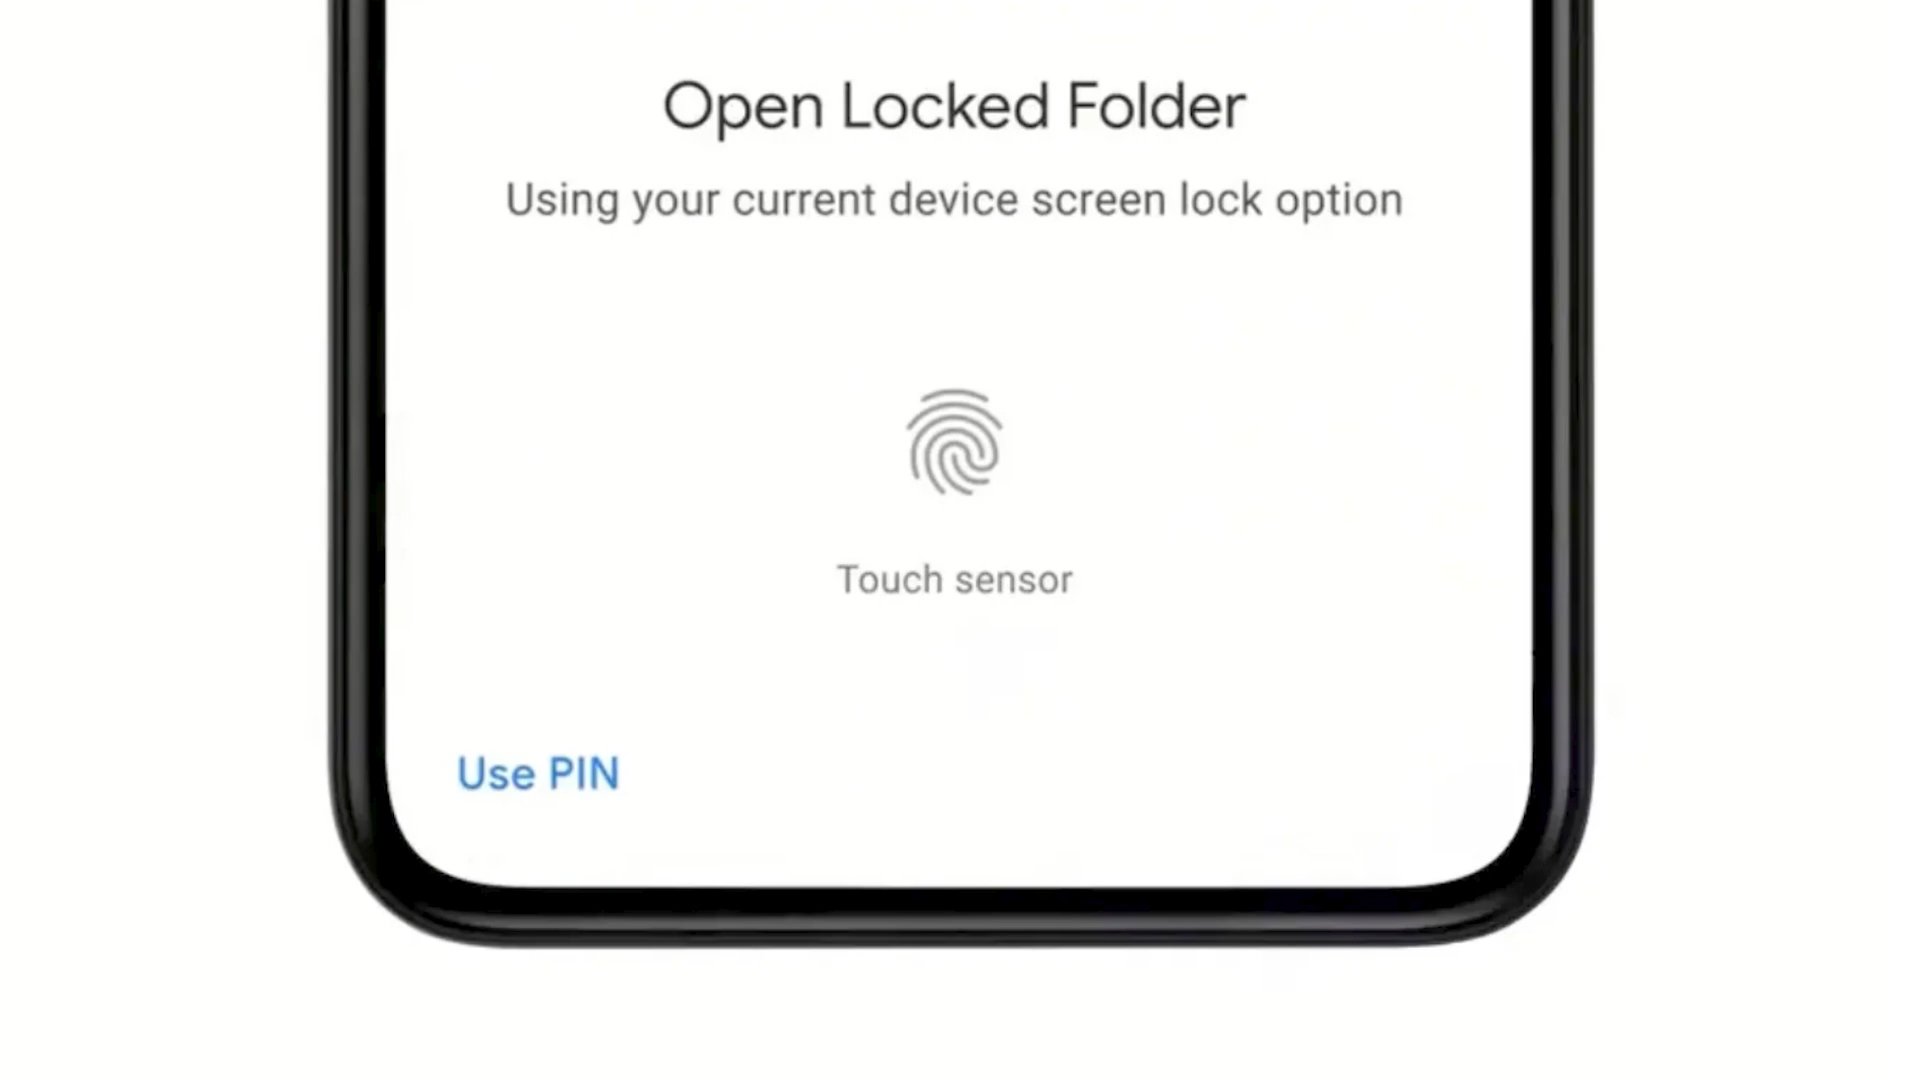 Open Locked Folder
Using your current device screen lock option
Touch sensor
Use PIN